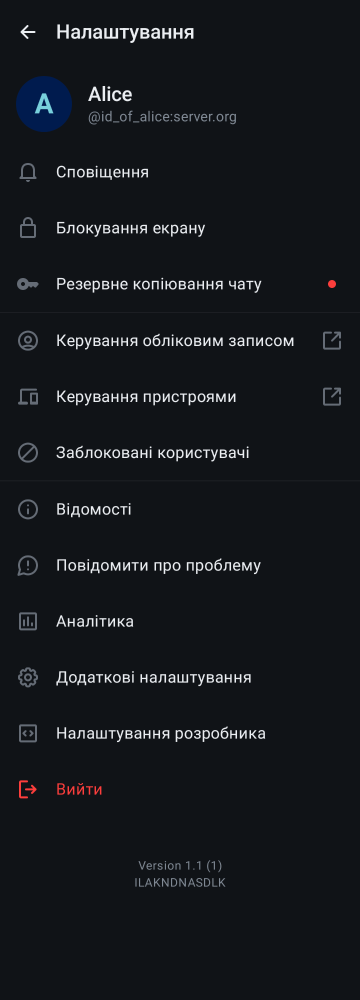 Налаштування
A
Alice
@id_of_alice:server.org
Сповіщення
Блокування екрану
Резервне копіювання чату
Керування обліковим записом
Керування пристроями
Заблоковані користувачі
Відомості
Повідомити про проблему
Аналітика
Додаткові налаштування
Налаштування розробника
Вийти
Version 1.1 (1)
ILAKNDNASDLK